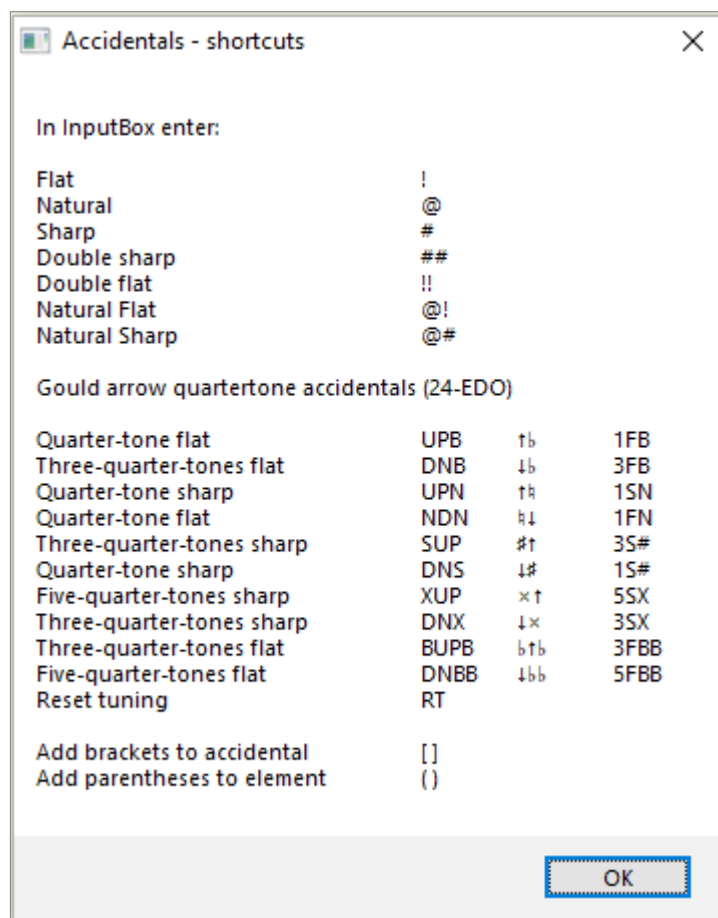 Accidentals - shortcuts
In InputBox enter:
Flat !
Natural @
Sharp #
Double sharp ##
Double flat !!
Natural Flat @!
Natural Sharp @#
Gould arrow quartertone accidentals (24-EDO)
Quarter-tone flat UPB ↑♭ 1FB
Three-quarter-tones flat DNB ↓♭ 3FB
Quarter-tone sharp UPN ↑♮ 1SN
Quarter-tone flat NDN ♮↓ 1FN
Three-quarter-tones sharp SUP ♯↑ 3S#
Quarter-tone sharp DNS ↓♯ 1S#
Five-quarter-tones sharp XUP ×↑ 5SX
Three-quarter-tones sharp DNX ↓× 3SX
Three-quarter-tones flat BUPB ♭↑♭ 3FBB
Five-quarter-tones flat DNBB ↓♭♭ 5FBB
Reset tuning RT
Add brackets to accidental [ ]
Add parentheses to element ( )
OK